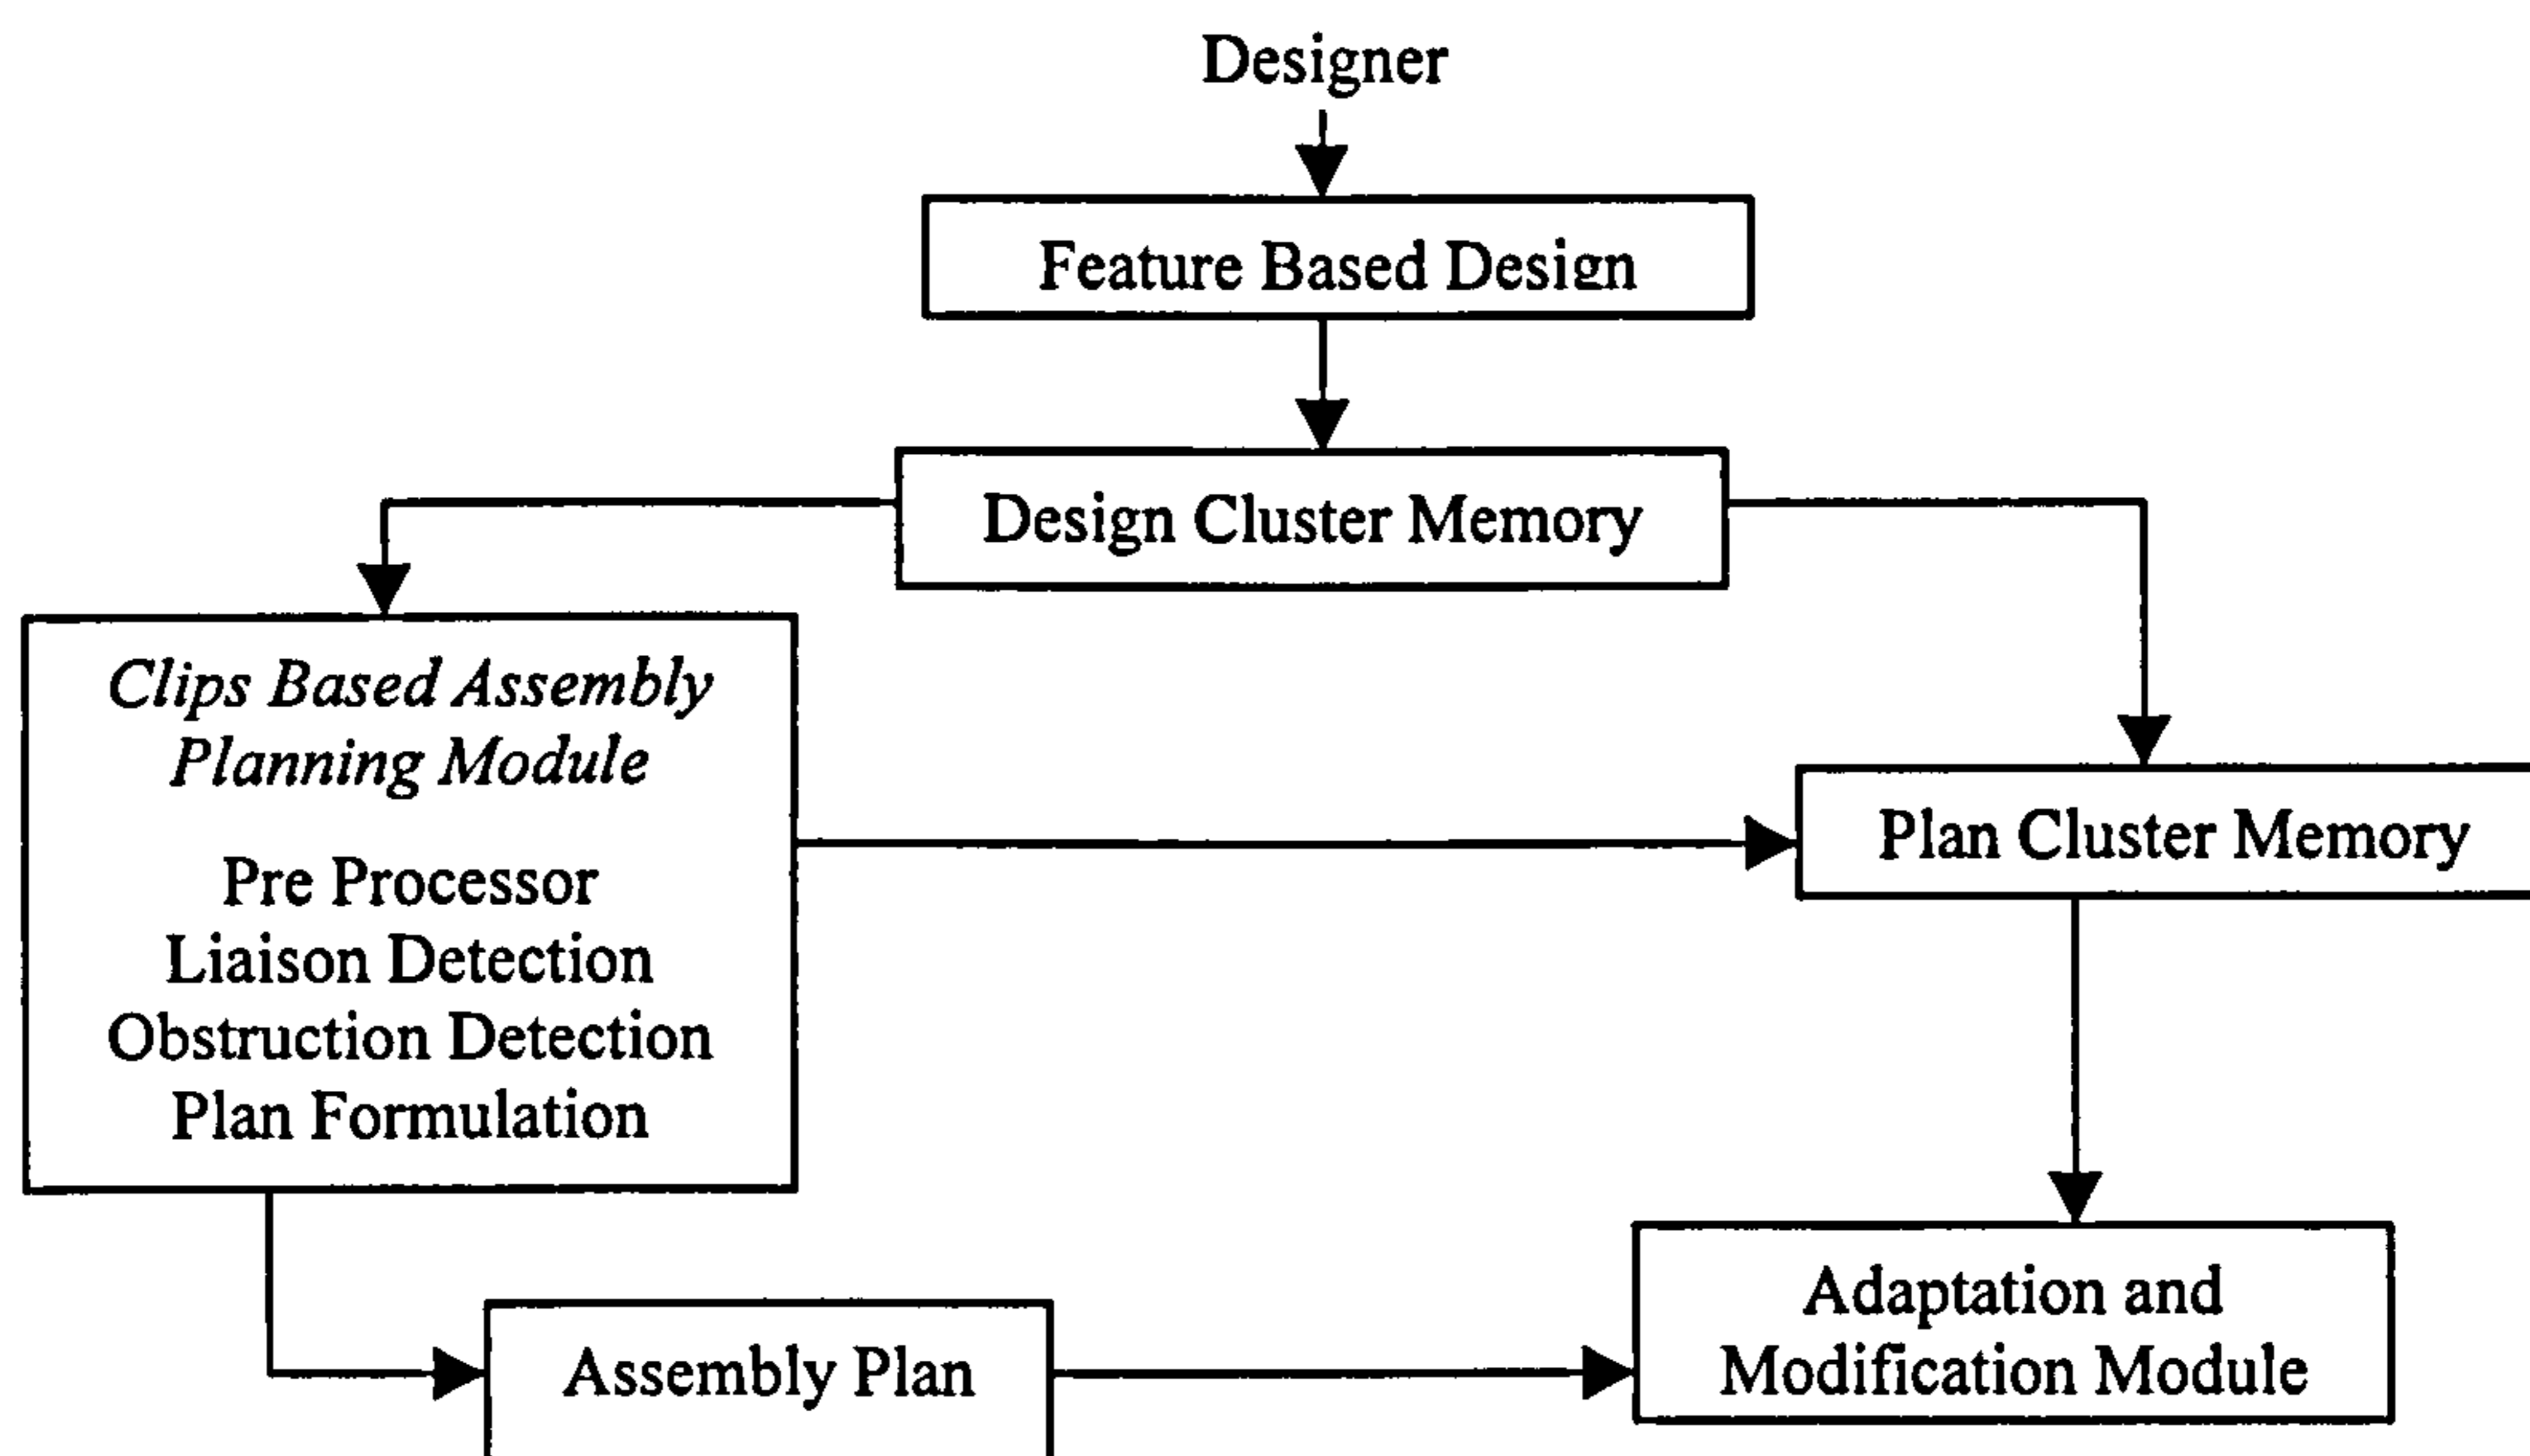 Designer
Feature Based Design
Design Cluster Memory
Clips Based Assembly
Planning Module
Pre Processor
Liaison Detection
Obstruction Detection
Plan Formulation
Plan Cluster Memory
Assembly Plan
Adaptation and
Modification Module